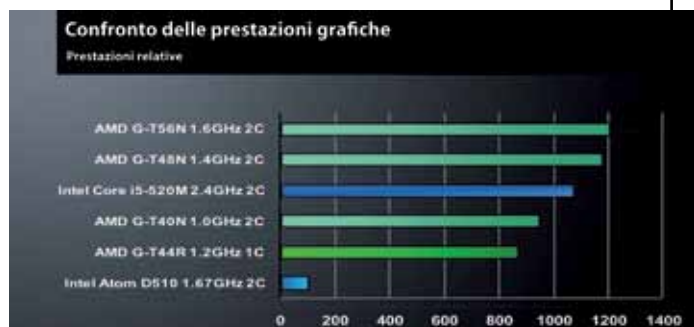 Confronto delle prestazioni grafiche
Prestazioni relative
AMD G-T56N 1.6GHz 2C
AMD G-T48N 1.4GHz 2C
Intel Core i5-520M 2.4GHz 2C
AMD G-T40N 1.0GHz 2C
AMD G-T44R 1.2GHz 1C
Intel Atom D510 1.67GHz 2C
0 200 400 600 800 1000 1200 1400